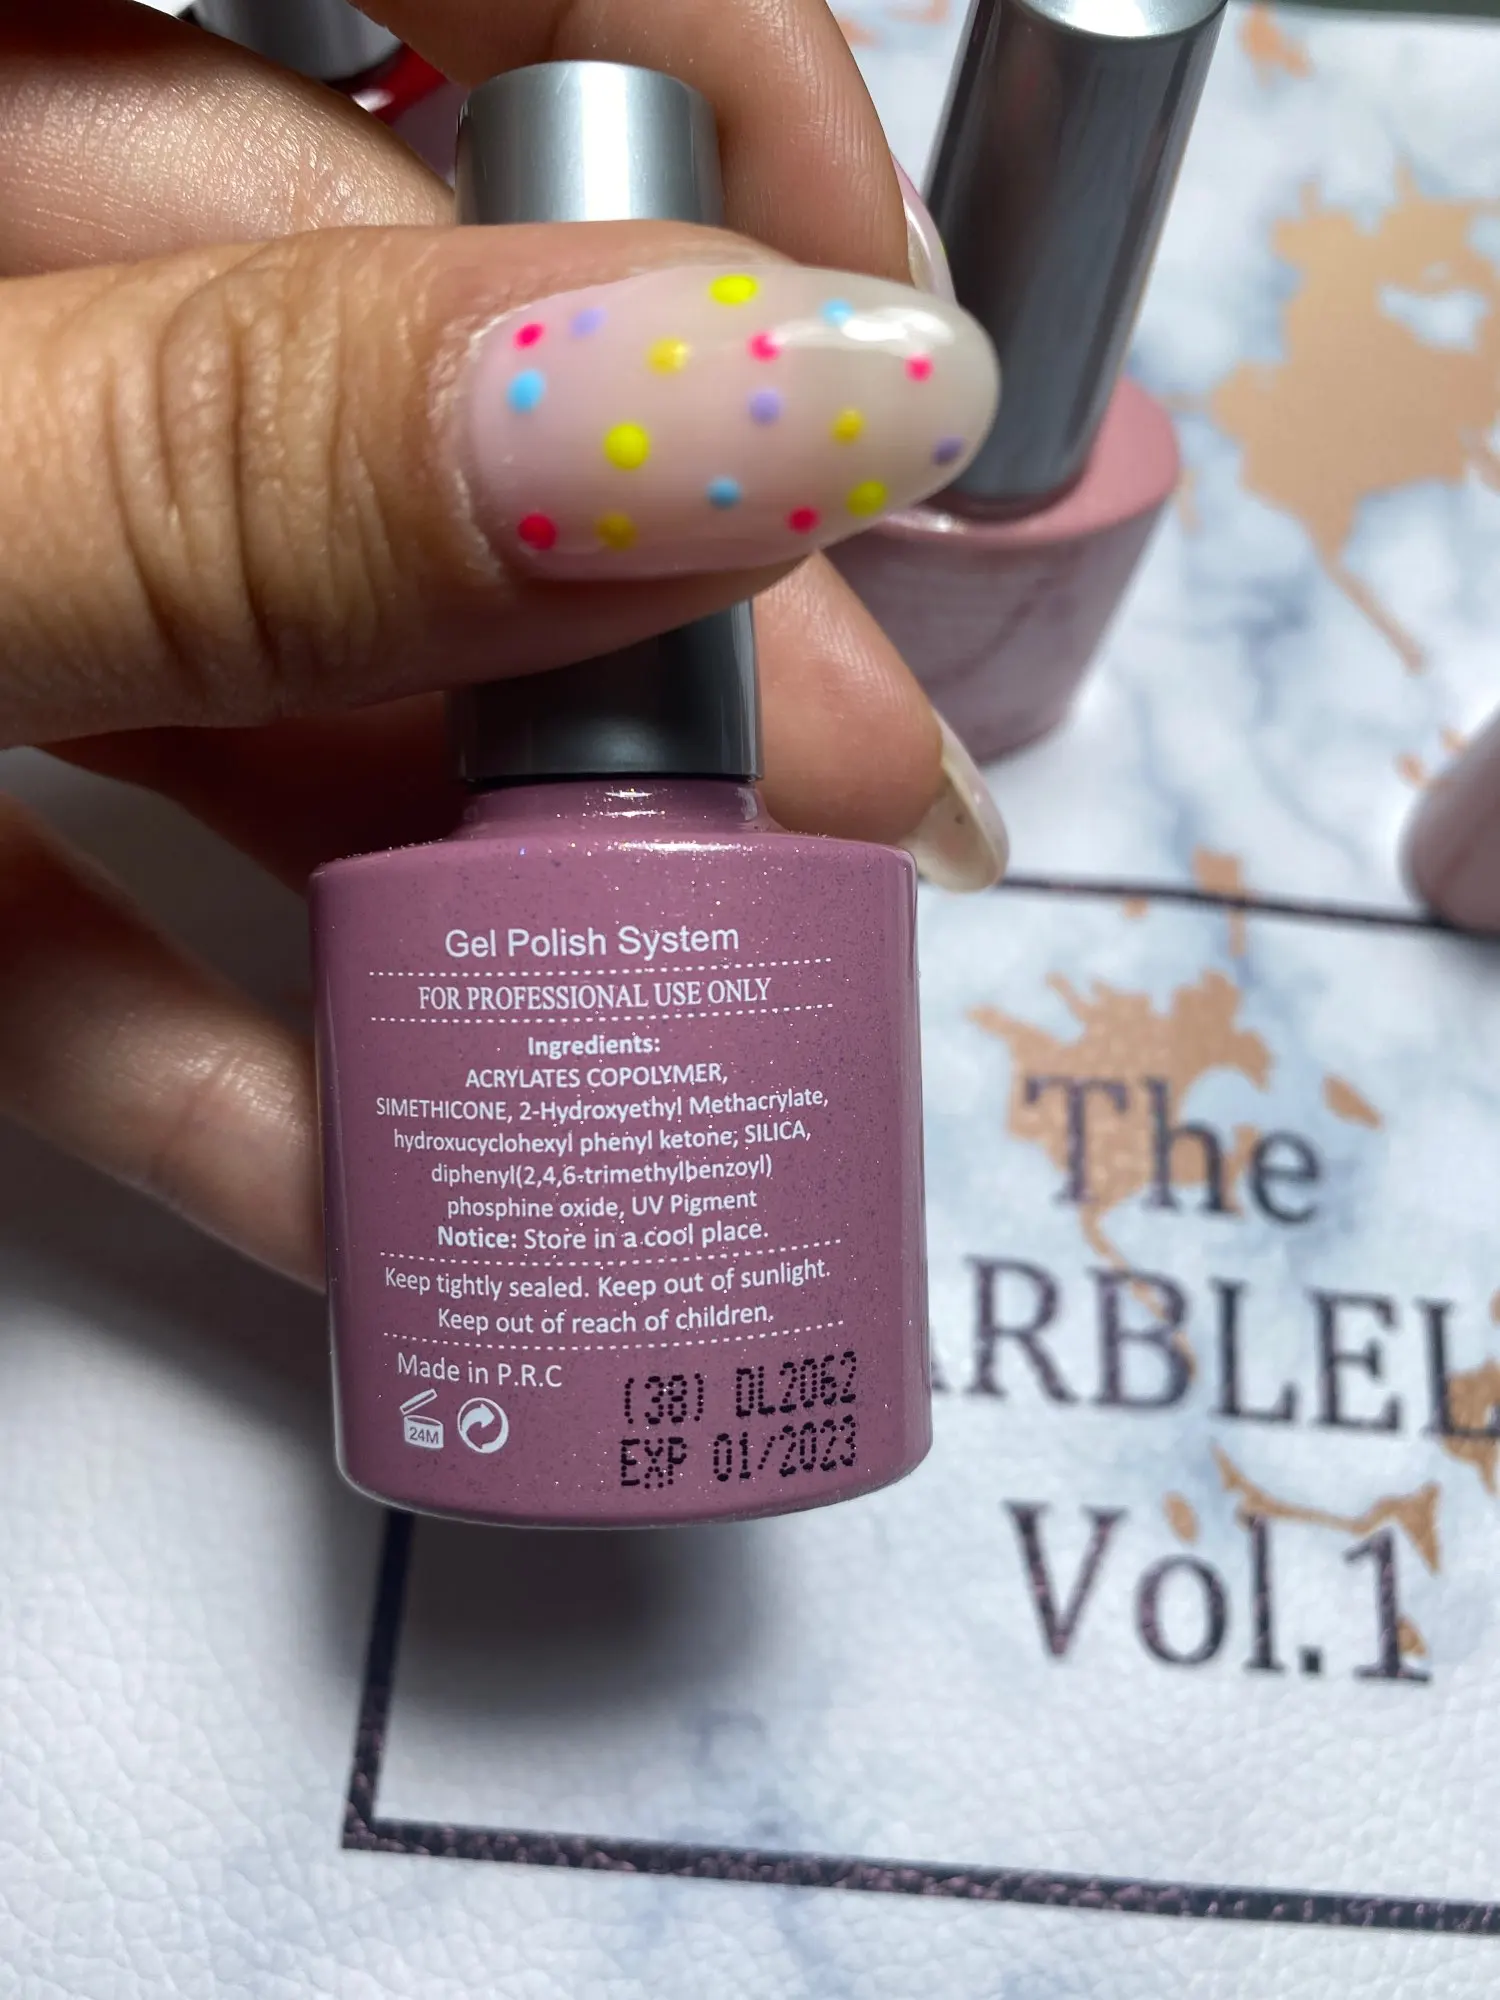 Gel Polish System
FOR PROFESSIONAL USE ONLY
Ingredients:
ACRYLATES COPOLYMER,
SIMETHICONE, 2-Hydroxyethyl Methacrylate,
hydroxucyclohexyl phenyl ketone; SILICA,
diphenyl(2,4,6-trimethylbenzoyl)
phosphine oxide, UV Pigment
Notice: Store in a cool place.
Keep tightly sealed. Keep out of sunlight.
Keep out of reach of children.
Made in P.R.C
24M
(38) DL2062
EXP 01/2023
The
Vol.1